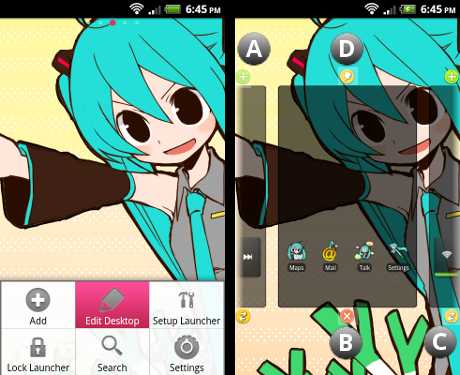 6:45 PM
Add
Edit Desktop
Setup Launcher
Lock Launcher
Search
Settings
6:45 PM
A
D
Maps
Mail
Talk
Settings
B
C